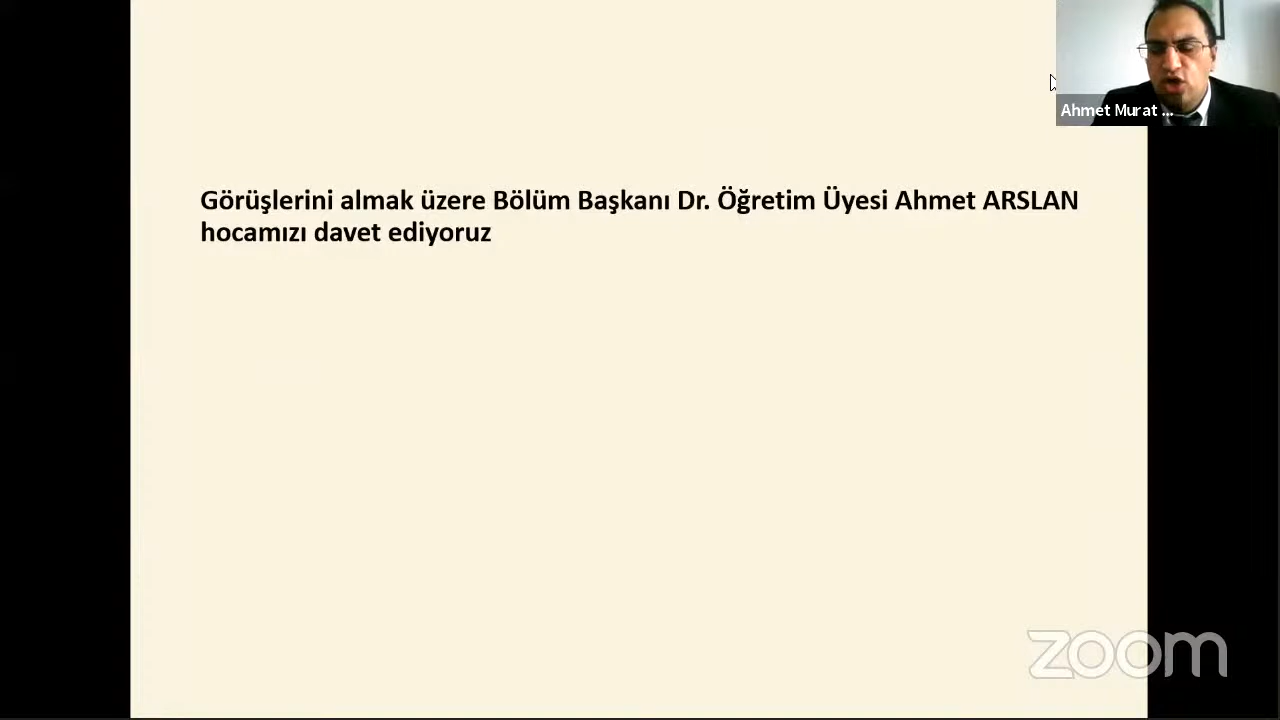 Ahmet Murat ...
Görüşlerini almak üzere Bölüm Başkanı Dr. Öğretim Üyesi Ahmet ARSLAN
hocamızı davet ediyoruz
zoom